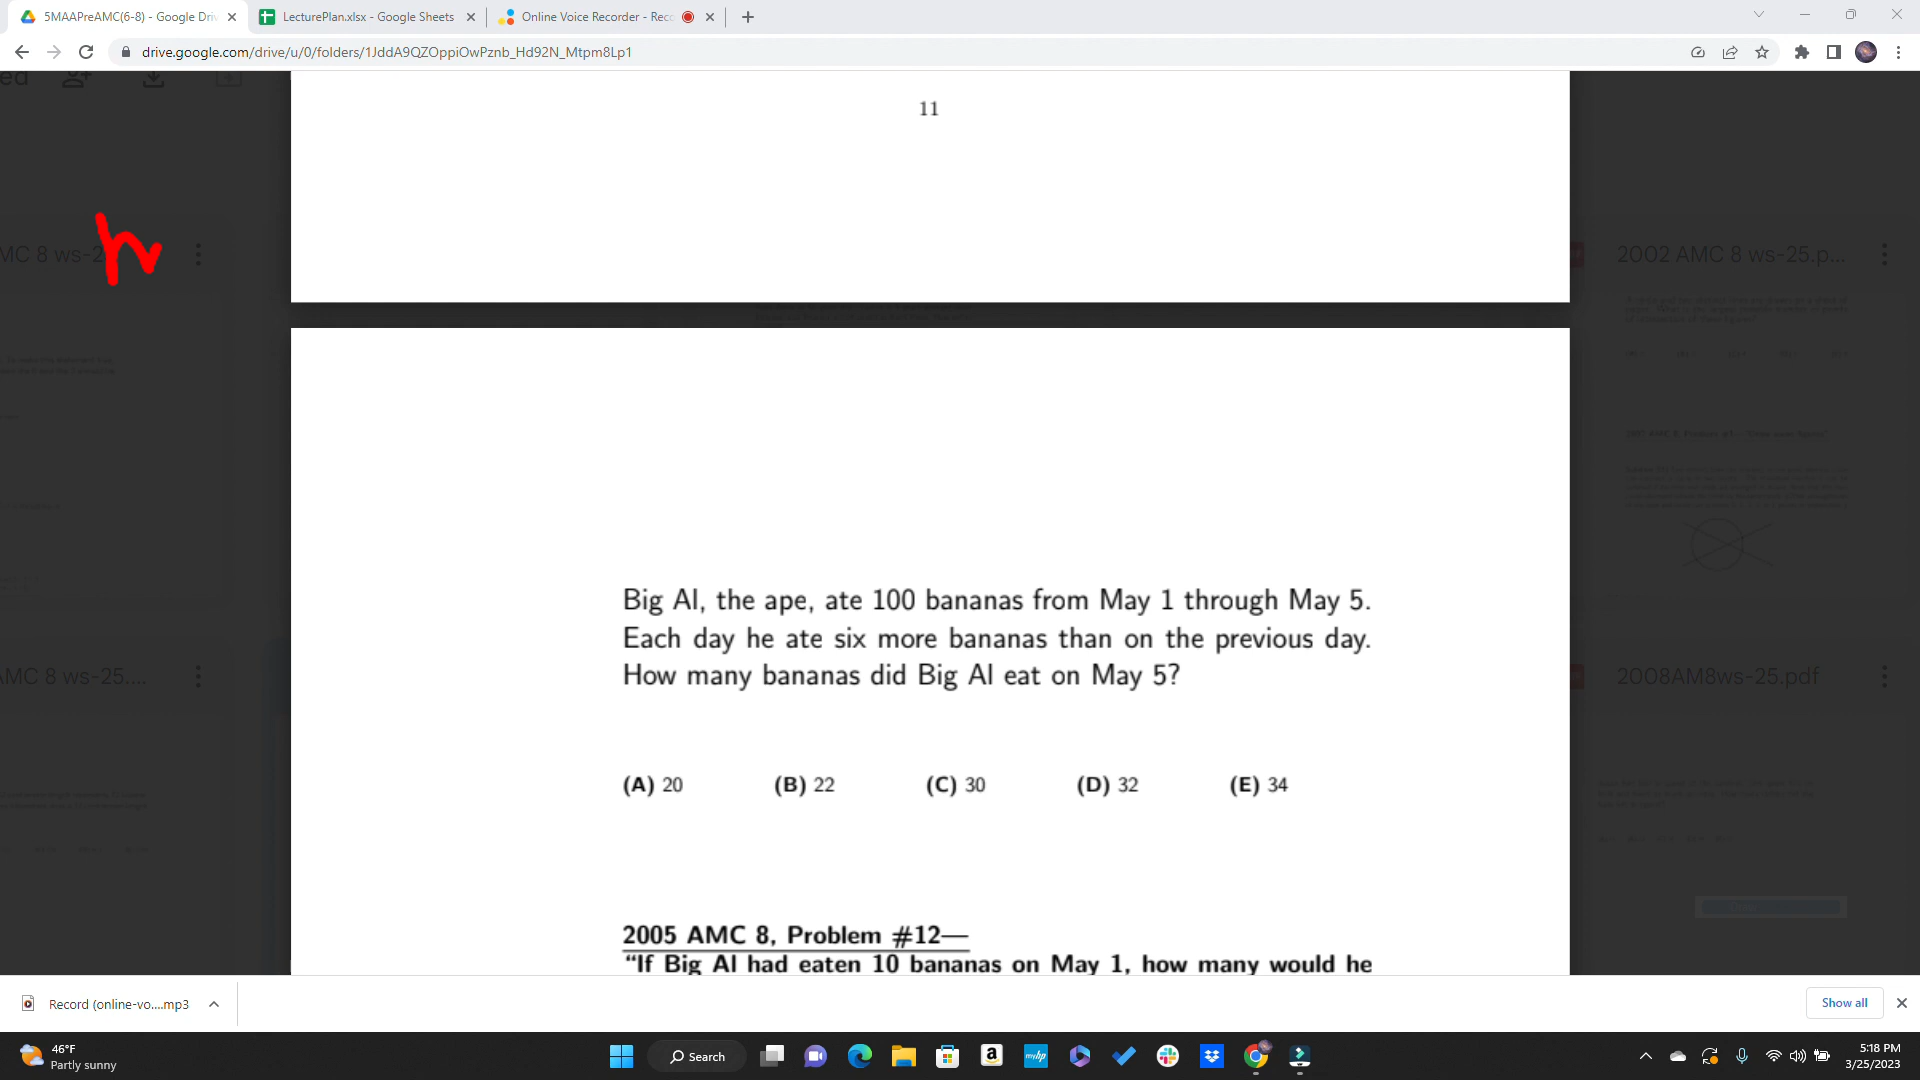 5MAAPreAMC(6-8) - Google Dri
LecturePlan.xlsx - Google Sheets
Online Voice Recorder - Rec
drive.google.com/drive/u/0/folders/1JddA9QZOppiOwPznb_Hd92N_Mtpm8Lp1
ed
11
MC 8 ws-2
h
2002 AMC 8 ws-25.p...
Big Al, the ape, ate 100 bananas from May 1 through May 5.
Each day he ate six more bananas than on the previous day.
How many bananas did Big Al eat on May 5?
MC 8 ws-25....
2008AM8ws-25.pdf
(A) 20 (B) 22 (C) 30 (D) 32 (E) 34
2005 AMC 8, Problem #12—
“If Big Al had eaten 10 bananas on May 1, how many would he
Record (online-vo....mp3
Show all
46°F
Partly sunny
Search
a
myhp
5:18 PM
3/25/2023